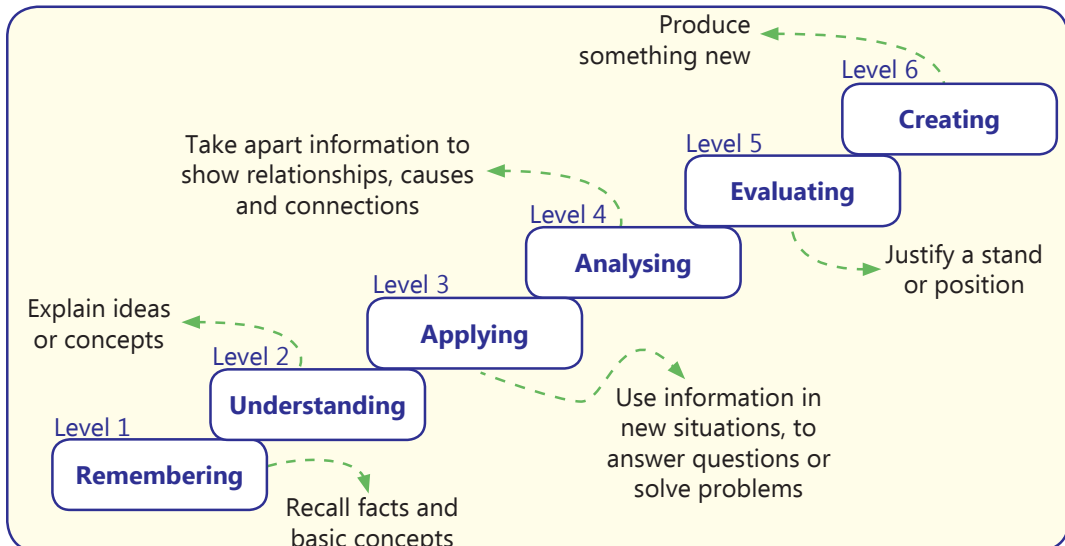 Produce
something new
Level 6
Creating
Take apart information to
show relationships, causes
and connections
Level 5
Evaluating
Justify a stand
or position
Level 4
Analysing
Level 3
Applying
Use information in
new situations, to
answer questions or
solve problems
Explain ideas
or concepts
Level 2
Understanding
Level 1
Remembering
Recall facts and
basic concepts